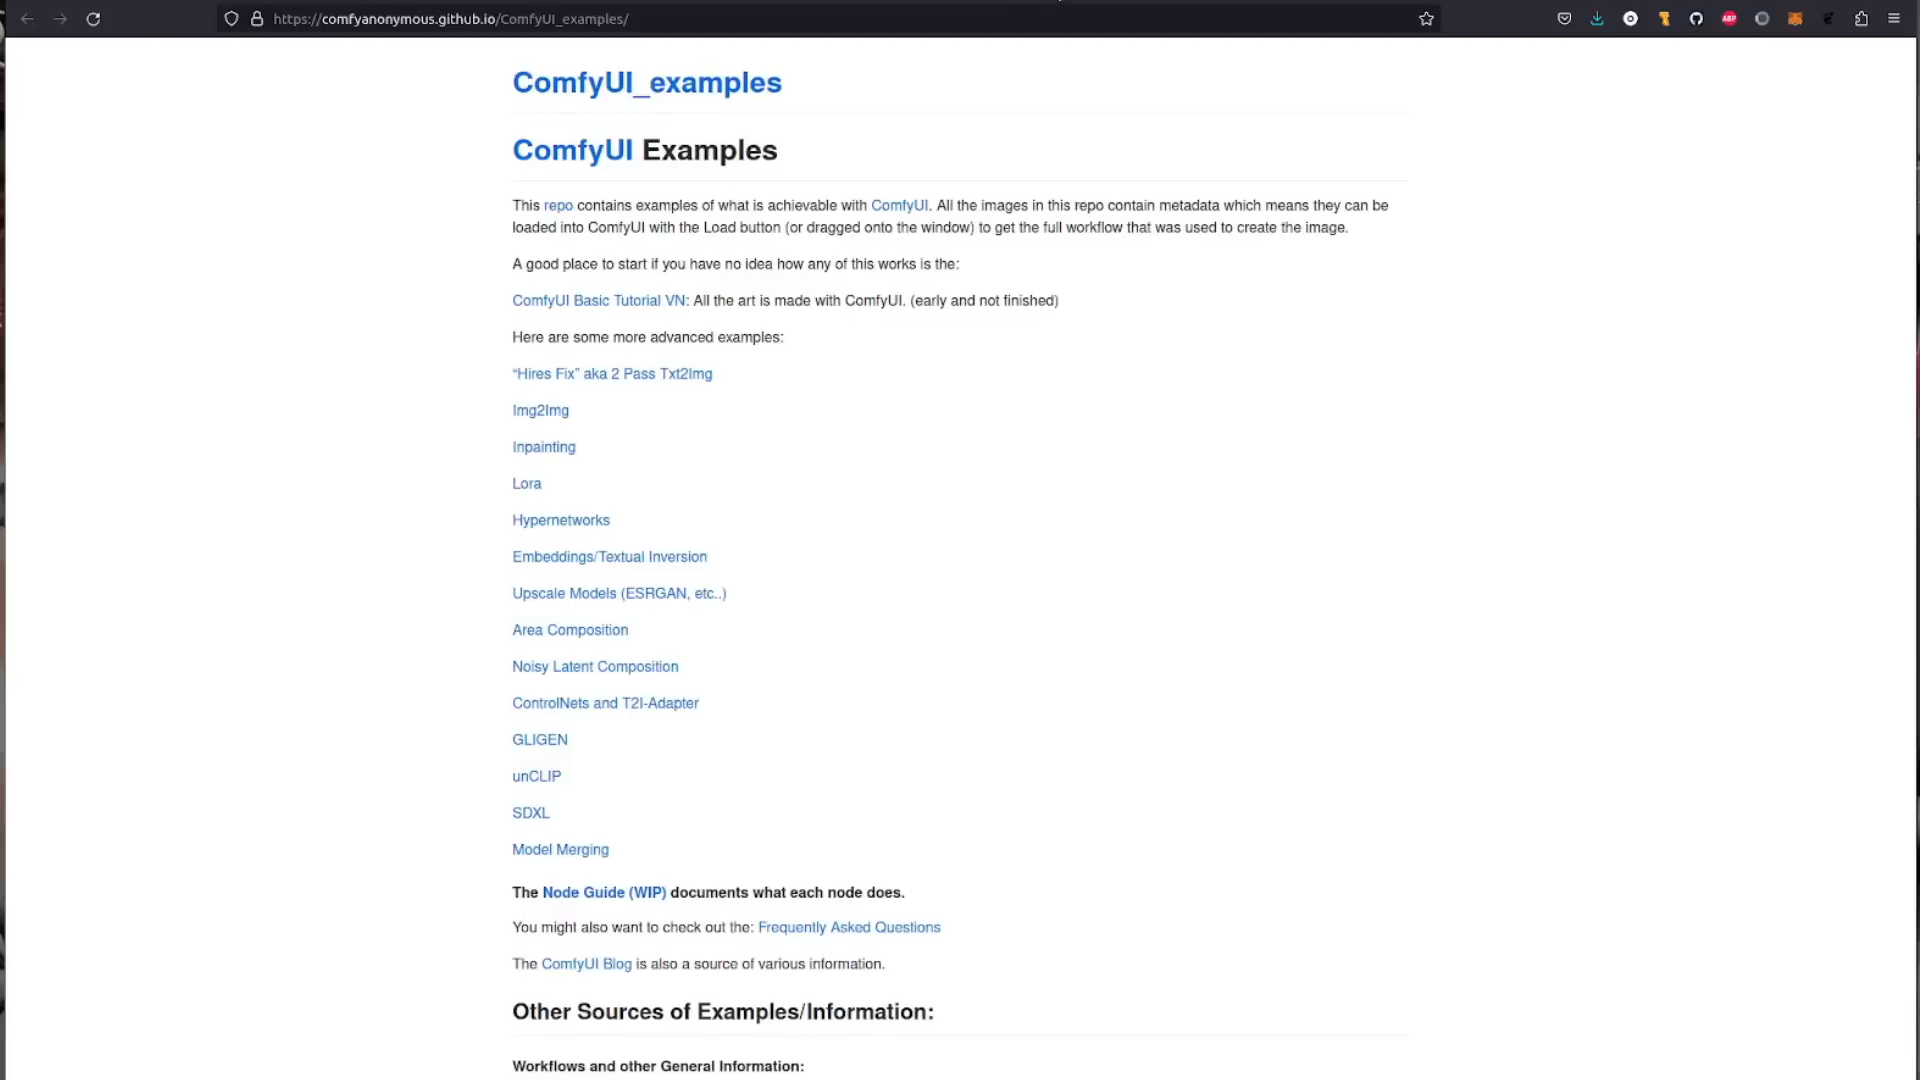 https://comfyanonymous.github.io/ComfyUI_examples/
ABP
ComfyUI_examples
ComfyUI Examples
This repo contains examples of what is achievable with ComfyUI. All the images in this repo contain metadata which means they can be
loaded into ComfyUI with the Load button (or dragged onto the window) to get the full workflow that was used to create the image.
A good place to start if you have no idea how any of this works is the:
ComfyUI Basic Tutorial VN: All the art is made with ComfyUI. (early and not finished)
Here are some more advanced examples:
“Hires Fix” aka 2 Pass Txt2Img
Img2Img
Inpainting
Lora
Hypernetworks
Embeddings/Textual Inversion
Upscale Models (ESRGAN, etc..)
Area Composition
Noisy Latent Composition
ControlNets and T2I-Adapter
GLIGEN
unCLIP
SDXL
Model Merging
The Node Guide (WIP) documents what each node does.
You might also want to check out the: Frequently Asked Questions
The ComfyUI Blog is also a source of various information.
Other Sources of Examples/Information:
Workflows and other General Information: